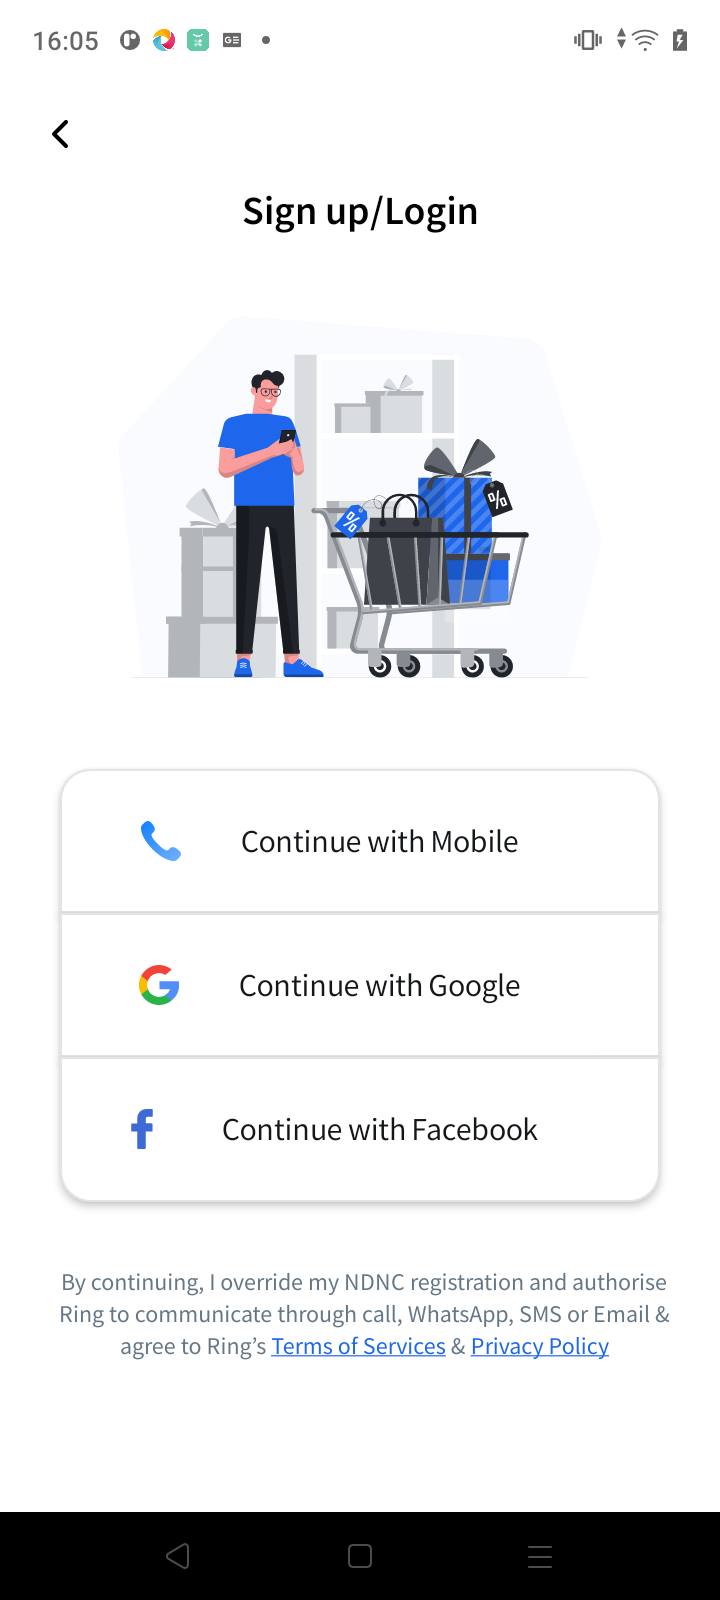 16:05
Sign up/Login
%
%
Continue with Mobile
Continue with Google
Continue with Facebook
By continuing, I override my NDNC registration and authorise
Ring to communicate through call, WhatsApp, SMS or Email &
agree to Ring’s Terms of Services & Privacy Policy